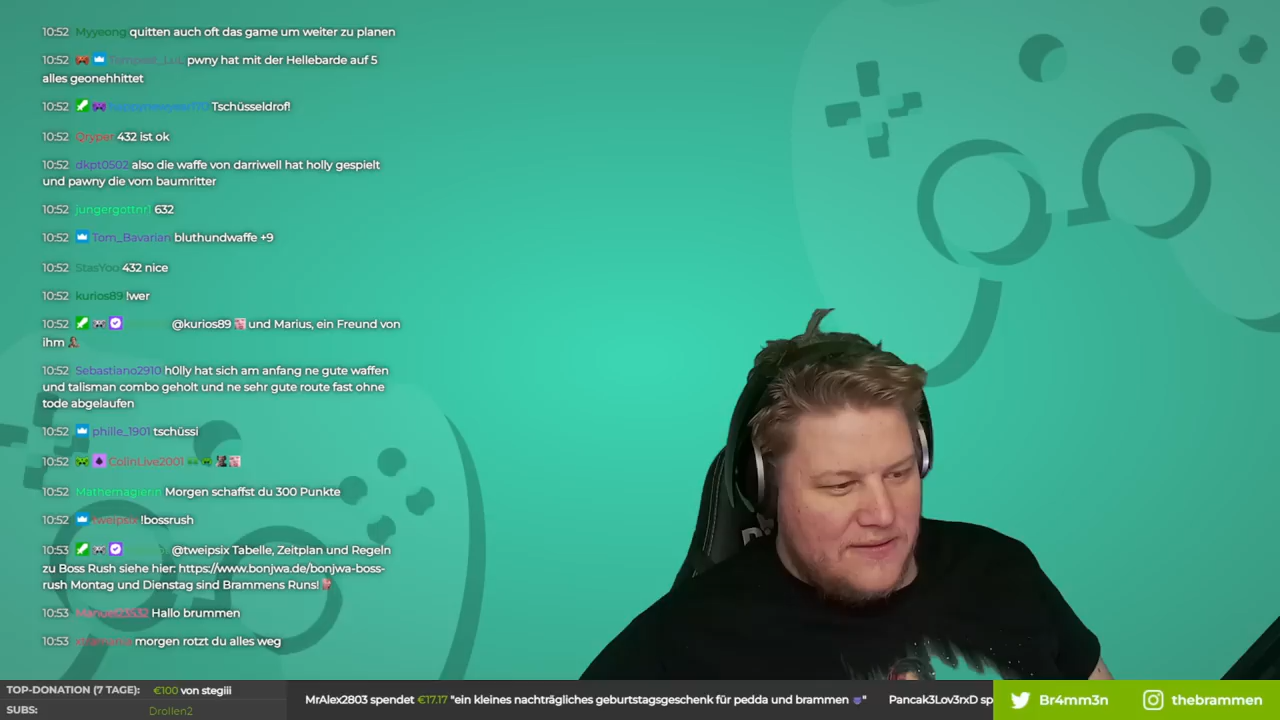 10:52 Myyeong quitten auch oft das game um weiter zu planen
10:52 Tempest_LuL pwny hat mit der Hellebarde auf 5
alles geonehhittet
10:52 Tschüsseldrof!
10:52 Qryper 432 ist ok
10:52 dkpt0502 also die waffe von darriwell hat holly gespielt
und pawny die vom baumritter
10:52 jungergottnr1 632
10:52 Tom_Bavarian bluthundwaffe +9
10:52 StasYoo 432 nice
10:52 kurios89 !wer
10:52 @kurios89 und Marius, ein Freund von
ihm
10:52 Sebastiano2910 h0lly hat sich am anfang ne gute waffen
und talisman combo geholt und ne sehr gute route fast ohne
tode abgelaufen
10:52 phille_1901 tschüssi
10:52 ColinLive2001
10:52 Mathemagierin Morgen schaffst du 300 Punkte
10:52 tweipsix !bossrush
10:53 @tweipsix Tabelle, Zeitplan und Regeln
zu Boss Rush siehe hier: https://www.bonjwa.de/bonjwa-boss-
rush Montag und Dienstag sind Brammens Runs!
10:53 Hallo brummen
10:53 morgen rotzt du alles weg
TOP-DONATION (7 TAGE): €100 von stegiii
SUBS: Drollen2
MrAlex2803 spendet €17.17 "ein kleines nachträgliches geburtstagsgeschenk für pedda und brammen" Pancak3Lov3rxD sp
Br4mm3n thebrammen